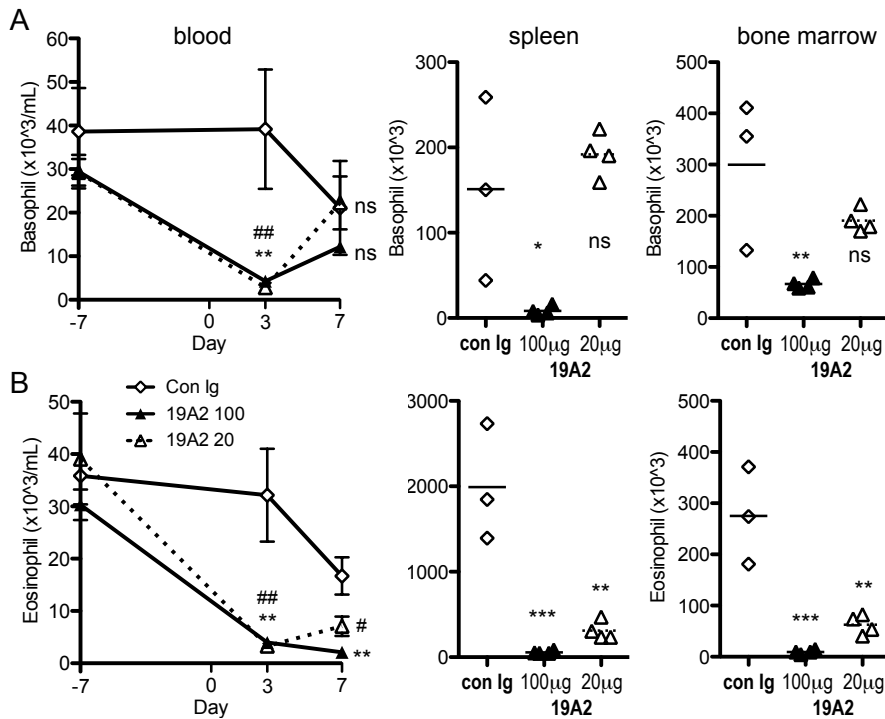 A
blood
spleen
bone marrow
Basophil (x10^3/mL)
60
50
40
30
20
10
0
##
**
ns
ns
-7
0
3
7
Day
Basophil (x10^3)
300
200
100
0
*
ns
con Ig
100µg
20µg
19A2
Basophil (x10^3)
500
400
300
200
100
0
**
ns
con Ig
100µg
20µg
19A2
B
Con Ig
19A2 100
19A2 20
Eosinophil (x10^3/mL)
50
40
30
20
10
0
##
**
#
**
-7
0
3
7
Day
3000
2000
1000
0
***
**
con Ig
100µg
20µg
19A2
Eosinophil (x10^3)
500
400
300
200
100
0
***
**
con Ig
100µg
20µg
19A2